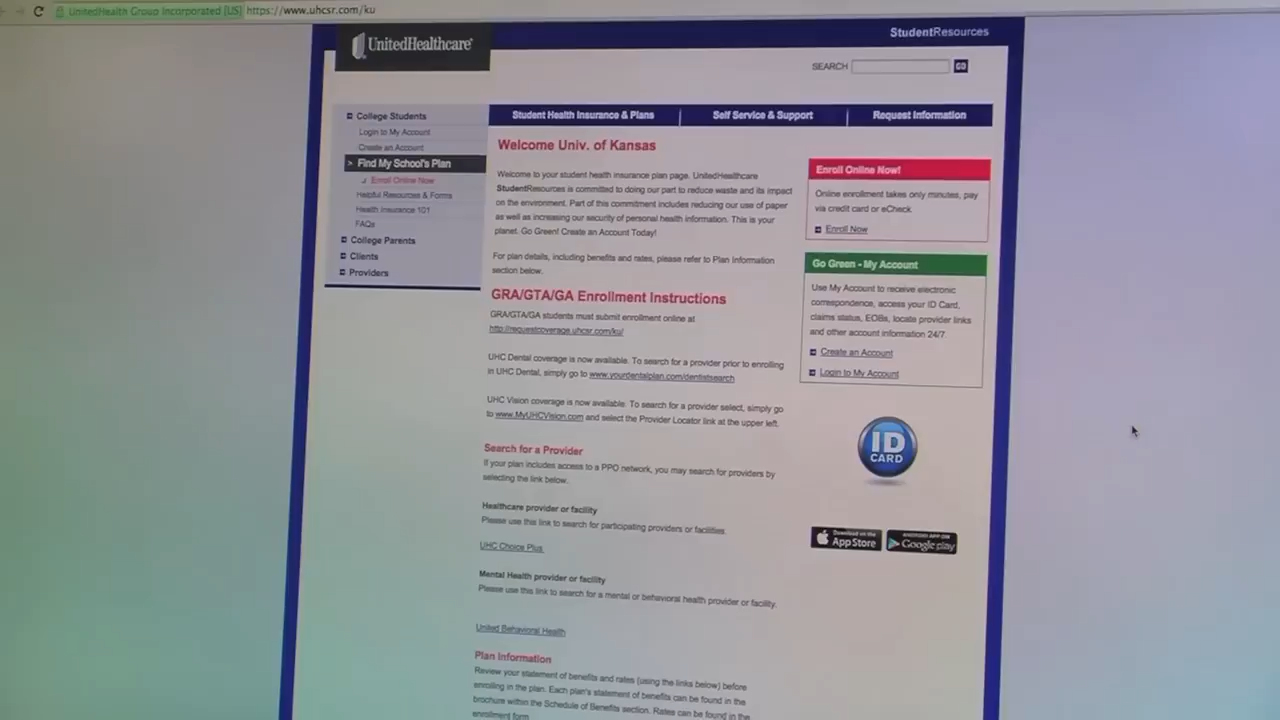 UnitedHealth Group Incorporated [US] https://www.uhcsr.com/ku
UnitedHealthcare®
StudentResources
SEARCH
GO
College Students
Login to My Account
Create an Account
> Find My School's Plan
Enroll Online Now
Helpful Resources & Forms
Health Insurance 101
FAQs
College Parents
Clients
Providers
Student Health Insurance & Plans
Self Service & Support
Request Information
Welcome Univ. of Kansas
Welcome to your student health insurance plan page. UnitedHealthcare
StudentResources is committed to doing our part to reduce waste and its impact
on the environment. Part of this commitment includes reducing our use of paper
as well as increasing our security of personal health information. This is your
planet. Go Green! Create an Account Today!
For plan details, including benefits and rates, please refer to Plan Information
section below.
GRA/GTA/GA Enrollment Instructions
GRA/GTA/GA students must submit enrollment online at
http://requestcoverage.uhcsr.com/ku/
UHC Dental coverage is now available. To search for a provider prior to enrolling
in UHC Dental, simply go to www.yourdentalplan.com/dentistsearch
UHC Vision coverage is now available. To search for a provider select, simply go
to www.MyUHCVision.com and select the Provider Locator link at the upper left.
Search for a Provider
If your plan includes access to a PPO network, you may search for providers by
selecting the link below.
Healthcare provider or facility
Please use this link to search for participating providers or facilities.
UHC Choice Plus
Mental Health provider or facility
Please use this link to search for a mental or behavioral health provider or facility.
United Behavioral Health
Plan Information
Review your statement of benefits and rates (using the links below) before
enrolling in the plan. Each plan's statement of benefits can be found in the
brochure within the Schedule of Benefits section. Rates can be found in the
enrollment form
Enroll Online Now!
Online enrollment takes only minutes, pay
via credit card or eCheck.
Enroll Now
Go Green - My Account
Use My Account to receive electronic
correspondence, access your ID Card,
claims status, EOBs, locate provider links
and other account information 24/7.
Create an Account
Login to My Account
ID
CARD
Download on the
App Store
ANDROID APP ON
Google play